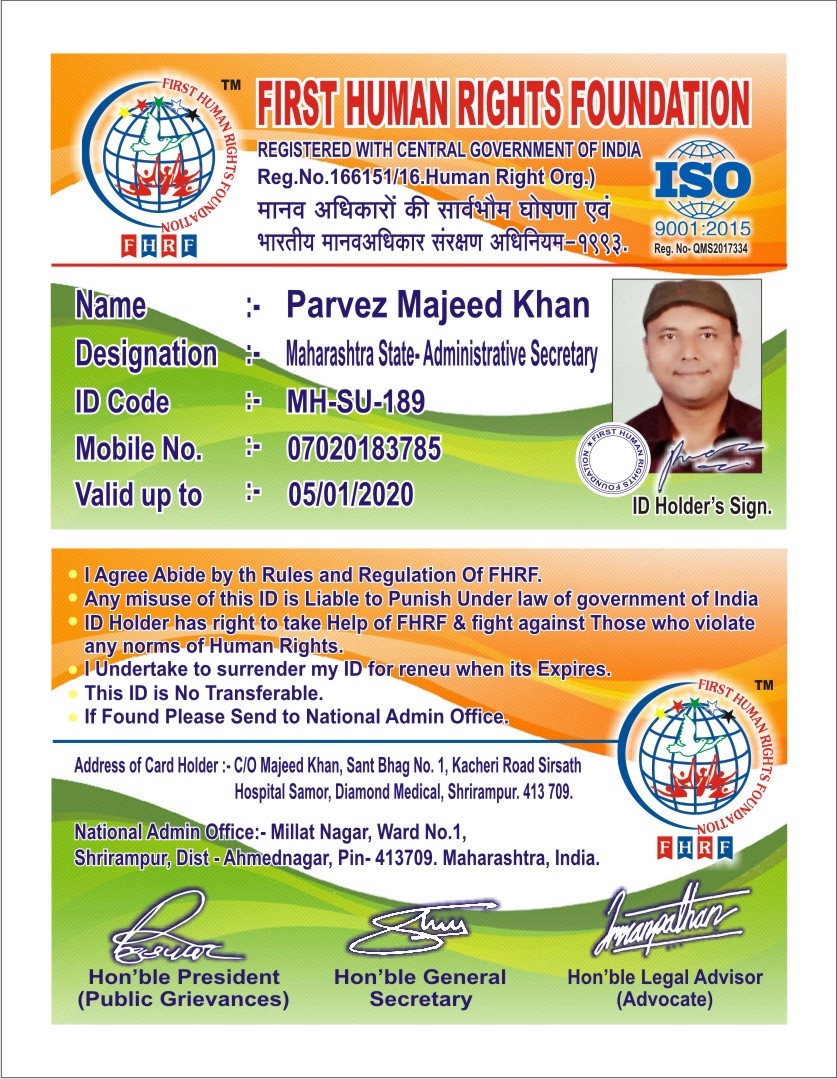 TM
FIRST HUMAN RIGHTS FOUNDATION
FHRF
FIRST HUMAN RIGHTS FOUNDATION
REGISTERED WITH CENTRAL GOVERNMENT OF INDIA
Reg.No.166151/16.Human Right Org.)
मानव अधिकारों की सार्वभौम घोषणा एवं
भारतीय मानवअधिकार संरक्षण अधिनियम-१९९३.
ISO
9001:2015
Reg. No- QMS2017334
Name :- Parvez Majeed Khan
Designation :- Maharashtra State- Administrative Secretary
ID Code :- MH-SU-189
Mobile No. :- 07020183785
Valid up to :- 05/01/2020
FIRST HUMAN RIGHTS FOUNDATION
ID Holder's Sign.
I Agree Abide by th Rules and Regulation Of FHRF.
Any misuse of this ID is Liable to Punish Under law of government of India
ID Holder has right to take Help of FHRF & fight against Those who violate
any norms of Human Rights.
I Undertake to surrender my ID for reneu when its Expires.
This ID is No Transferable.
If Found Please Send to National Admin Office.
TM
FIRST HUMAN RIGHTS FOUNDATION
FHRF
Address of Card Holder :- C/O Majeed Khan, Sant Bhag No. 1, Kacheri Road Sirsath
Hospital Samor, Diamond Medical, Shrirampur. 413 709.
National Admin Office:- Millat Nagar, Ward No.1,
Shrirampur, Dist - Ahmednagar, Pin- 413709. Maharashtra, India.
Imranpathan
Hon'ble President
(Public Grievances)
Hon'ble General
Secretary
Hon'ble Legal Advisor
(Advocate)